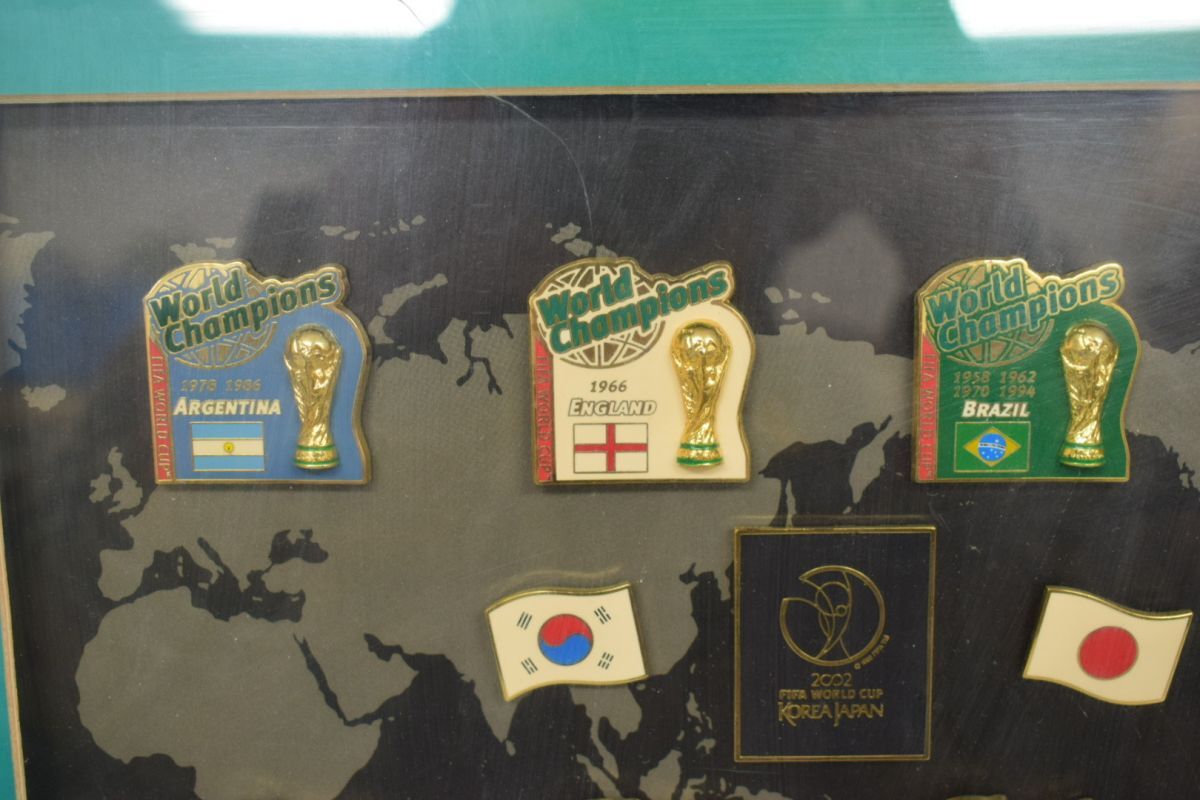 World
Champions
FIFA WORLD CUP
1978 1986
ARGENTINA
World
Champions
FIFA WORLD CUP
1966
ENGLAND
World
Champions
FIFA WORLD CUP
1958 1962
1970 1994
BRAZIL
2002
FIFA WORLD CUP
KOREA JAPAN